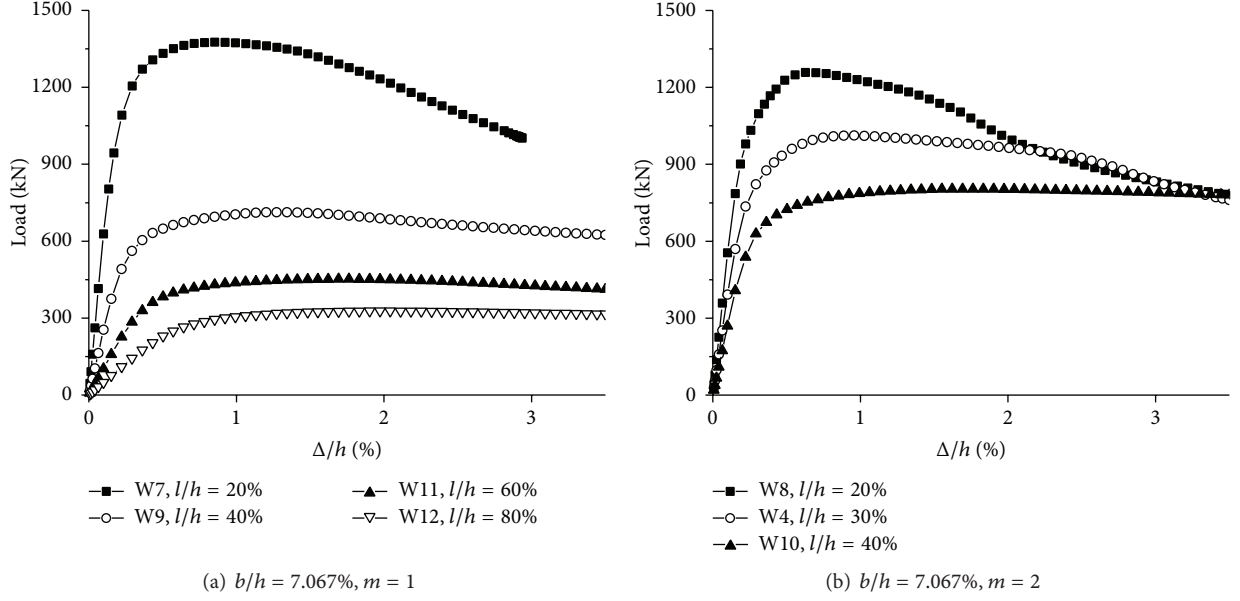 1500
1200
900
600
300
0
Load (kN)
0 1 2 3
Δ/h (%)
W7, l/h = 20%
W9, l/h = 40%
W11, l/h = 60%
W12, l/h = 80%
(a) b/h = 7.067%, m = 1
1500
1200
900
600
300
0
Load (kN)
0 1 2 3
Δ/h (%)
W8, l/h = 20%
W4, l/h = 30%
W10, l/h = 40%
(b) b/h = 7.067%, m = 2